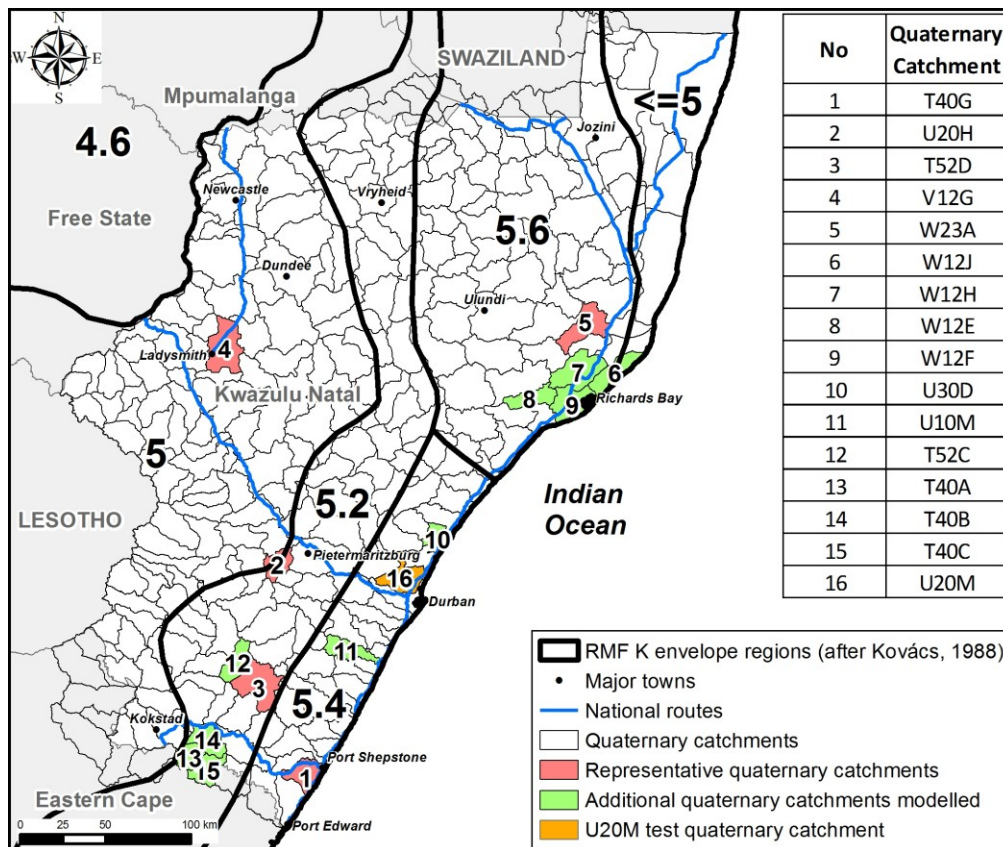 N
W
E
S
SWAZILAND
Mpumalanga
<=5
4.6
Jozini
Newcastle
Vryheid
Free State
5.6
Dundee
Ulundi
5
4
Ladysmith
7
6
Kwazulu Natal
8
9
Richards Bay
5
5.2
Indian
Ocean
LESOTHO
10
Pietermaritzburg
2
16
Durban
11
12
3
5.4
Kokstad
14
13
15
Port Shepstone
1
Eastern Cape
Port Edward
0 25 50 100 km
No Quaternary
Catchment
1 T40G
2 U20H
3 T52D
4 V12G
5 W23A
6 W12J
7 W12H
8 W12E
9 W12F
10 U30D
11 U10M
12 T52C
13 T40A
14 T40B
15 T40C
16 U20M
RMF K envelope regions (after Kovács, 1988)
Major towns
National routes
Quaternary catchments
Representative quaternary catchments
Additional quaternary catchments modelled
U20M test quaternary catchment